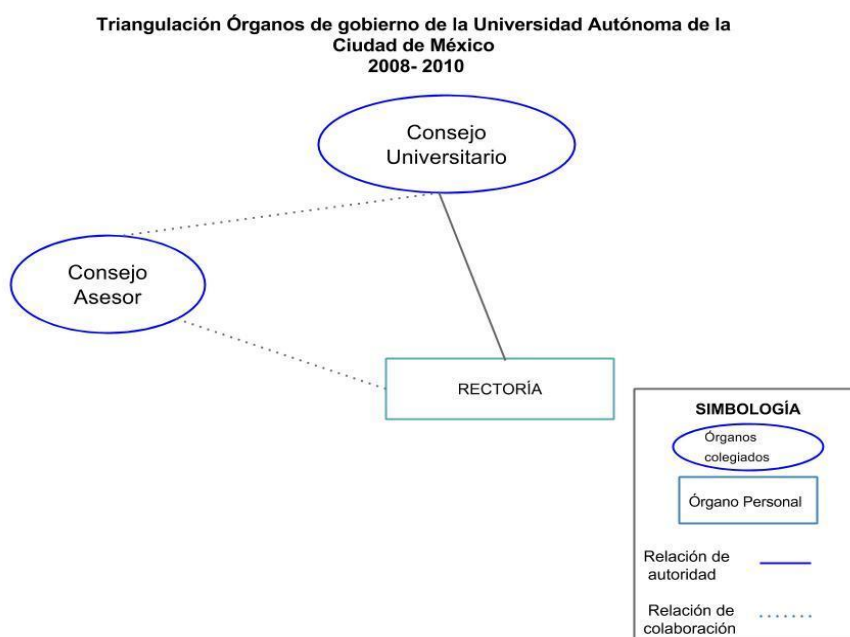 Triangulación Órganos de gobierno de la Universidad Autónoma de la
Ciudad de México
2008- 2010
Consejo
Universitario
Consejo
Asesor
RECTORÍA
SIMBOLOGÍA
Órganos
colegiados
Órgano Personal
Relación de
autoridad
Relación de
colaboración